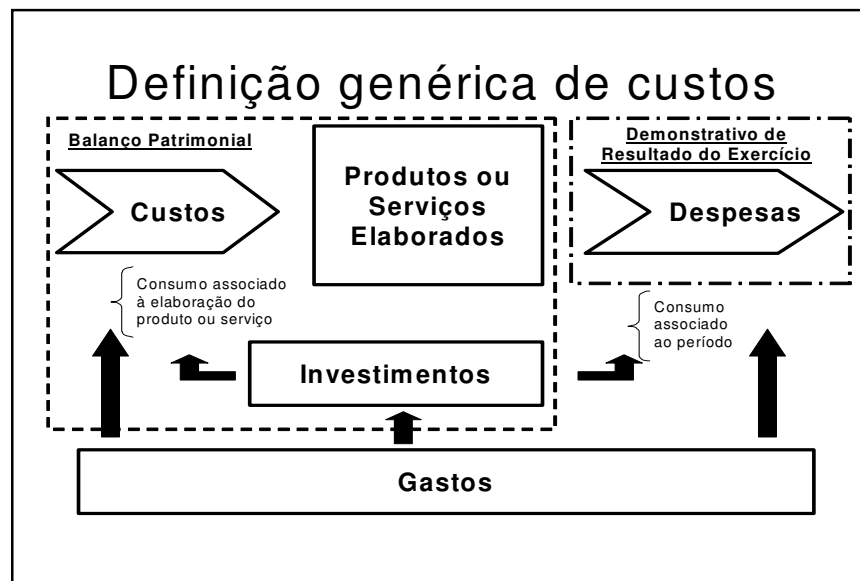 Definição genérica de custos
Balanço Patrimonial
Custos
Produtos ou
Serviços
Elaborados
Demonstrativo de
Resultado do Exercício
Despesas
Consumo associado
à elaboração do
produto ou serviço
Consumo
associado
ao período
Investimentos
Gastos